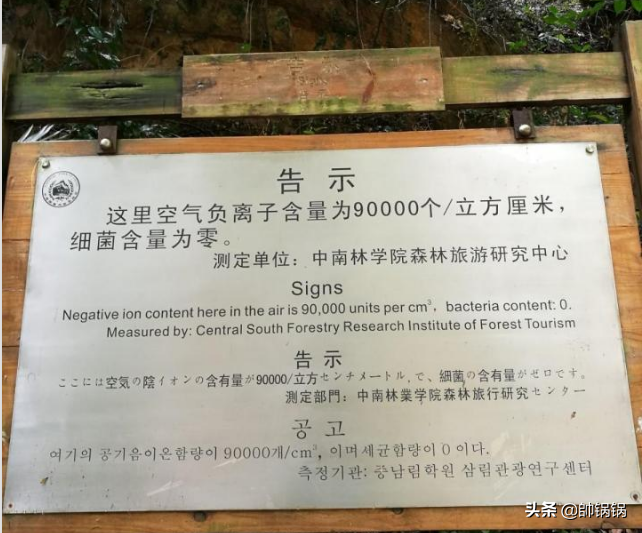 告示
这里空气负离子含量为90000个/立方厘米，
细菌含量为零。
测定单位：中南林学院森林旅游研究中心
Signs
Negative ion content here in the air is 90,000 units per cm³, bacteria content: 0.
Measured by: Central South Forestry Research Institute of Forest Tourism
告示
ここには空気の陰イオンの含有量が90000/立方センチメートル,で、細菌の含有量がゼロです。
測定部門：中南林業学院森林旅行研究センター
공고
여기의 공기음이온함량이 90000개/cm³, 이며세균함량이 0 이다.
측정기관: 중남림학원 삼림관광연구센터
头条 @帥锅锅